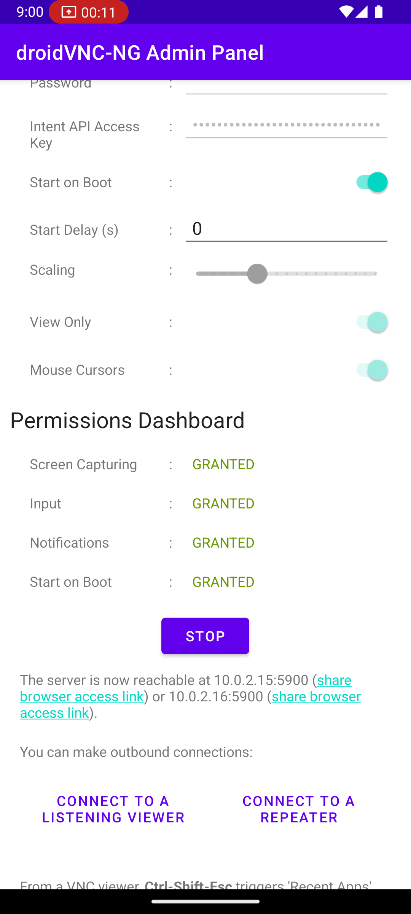 9:00 00:11
droidVNC-NG Admin Panel
Password :
Intent API Access Key :
Start on Boot :
Start Delay (s) : 0
Scaling :
View Only :
Mouse Cursors :
Permissions Dashboard
Screen Capturing : GRANTED
Input : GRANTED
Notifications : GRANTED
Start on Boot : GRANTED
STOP
The server is now reachable at 10.0.2.15:5900 (share
browser access link) or 10.0.2.16:5900 (share browser
access link).
You can make outbound connections:
CONNECT TO A LISTENING VIEWER
CONNECT TO A REPEATER
From a VNC viewer, Ctrl-Shift-Esc triggers 'Recent Apps'